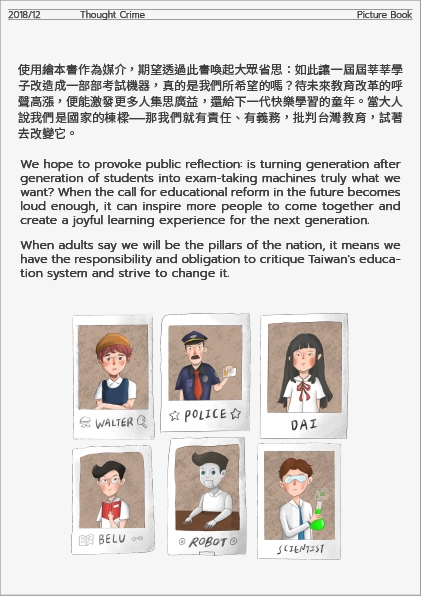 2018/12 Thought Crime Picture Book
使用繪本書作為媒介，期望透過此書喚起大眾省思：如此讓一屆屆莘莘學
子改造成一部部考試機器，真的是我們所希望的嗎？待未來教育改革的呼
聲高漲，便能激發更多人集思廣益，還給下一代快樂學習的童年。當大人
說我們是國家的棟樑──那我們就有責任、有義務，批判台灣教育，試著
去改變它。
We hope to provoke public reflection: is turning generation after
generation of students into exam-taking machines truly what we
want? When the call for educational reform in the future becomes
loud enough, it can inspire more people to come together and
create a joyful learning experience for the next generation.
When adults say we will be the pillars of the nation, it means we
have the responsibility and obligation to critique Taiwan's educa-
tion system and strive to change it.
WALTER
POLICE
DAI
BELU
ROBOT
SCIENTIST